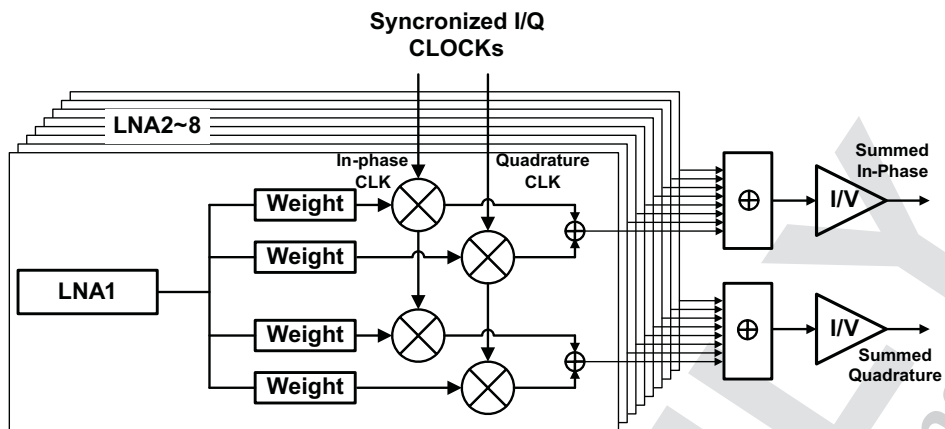 Syncronized I/Q
CLOCKs
LNA2~8
In-phase
CLK
Quadrature
CLK
Weight
Weight
LNA1
Weight
Weight
I/V
Summed
In-Phase
I/V
Summed
Quadrature